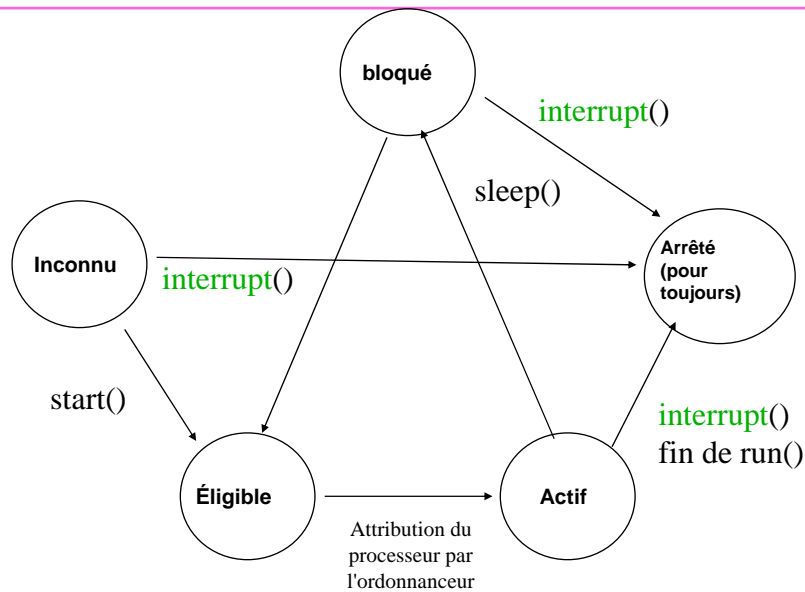 bloqué
interrupt()
sleep()
Inconnu
interrupt()
Arrêté
(pour
toujours)
start()
interrupt()
fin de run()
Éligible
Actif
Attribution du
processeur par
l'ordonnanceur